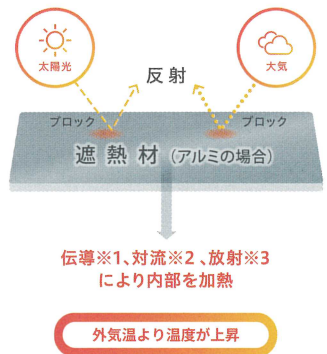 太陽光
大気
反射
ブロック
ブロック
遮熱材（アルミの場合）
伝導※1、対流※2、放射※3
により内部を加熱
外気温より温度が上昇